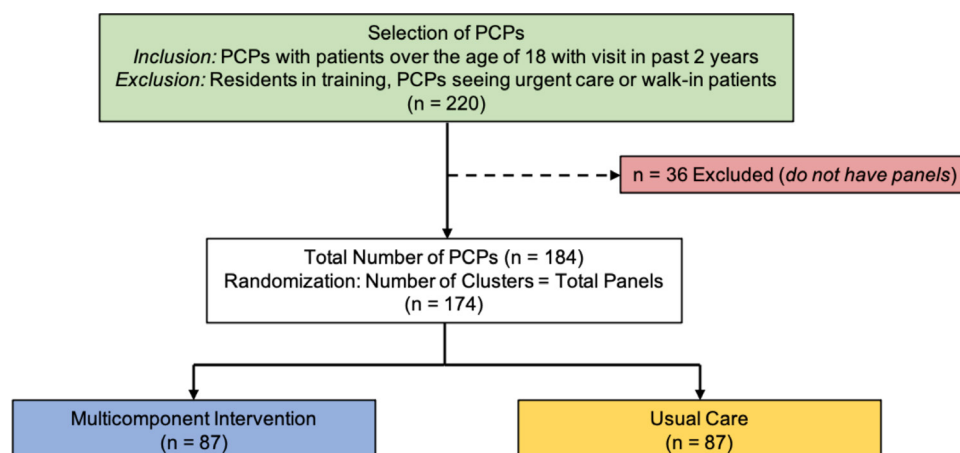 Selection of PCPs
Inclusion: PCPs with patients over the age of 18 with visit in past 2 years
Exclusion: Residents in training, PCPs seeing urgent care or walk-in patients
(n = 220)
n = 36 Excluded (do not have panels)
Total Number of PCPs (n = 184)
Randomization: Number of Clusters = Total Panels
(n = 174)
Multicomponent Intervention
(n = 87)
Usual Care
(n = 87)